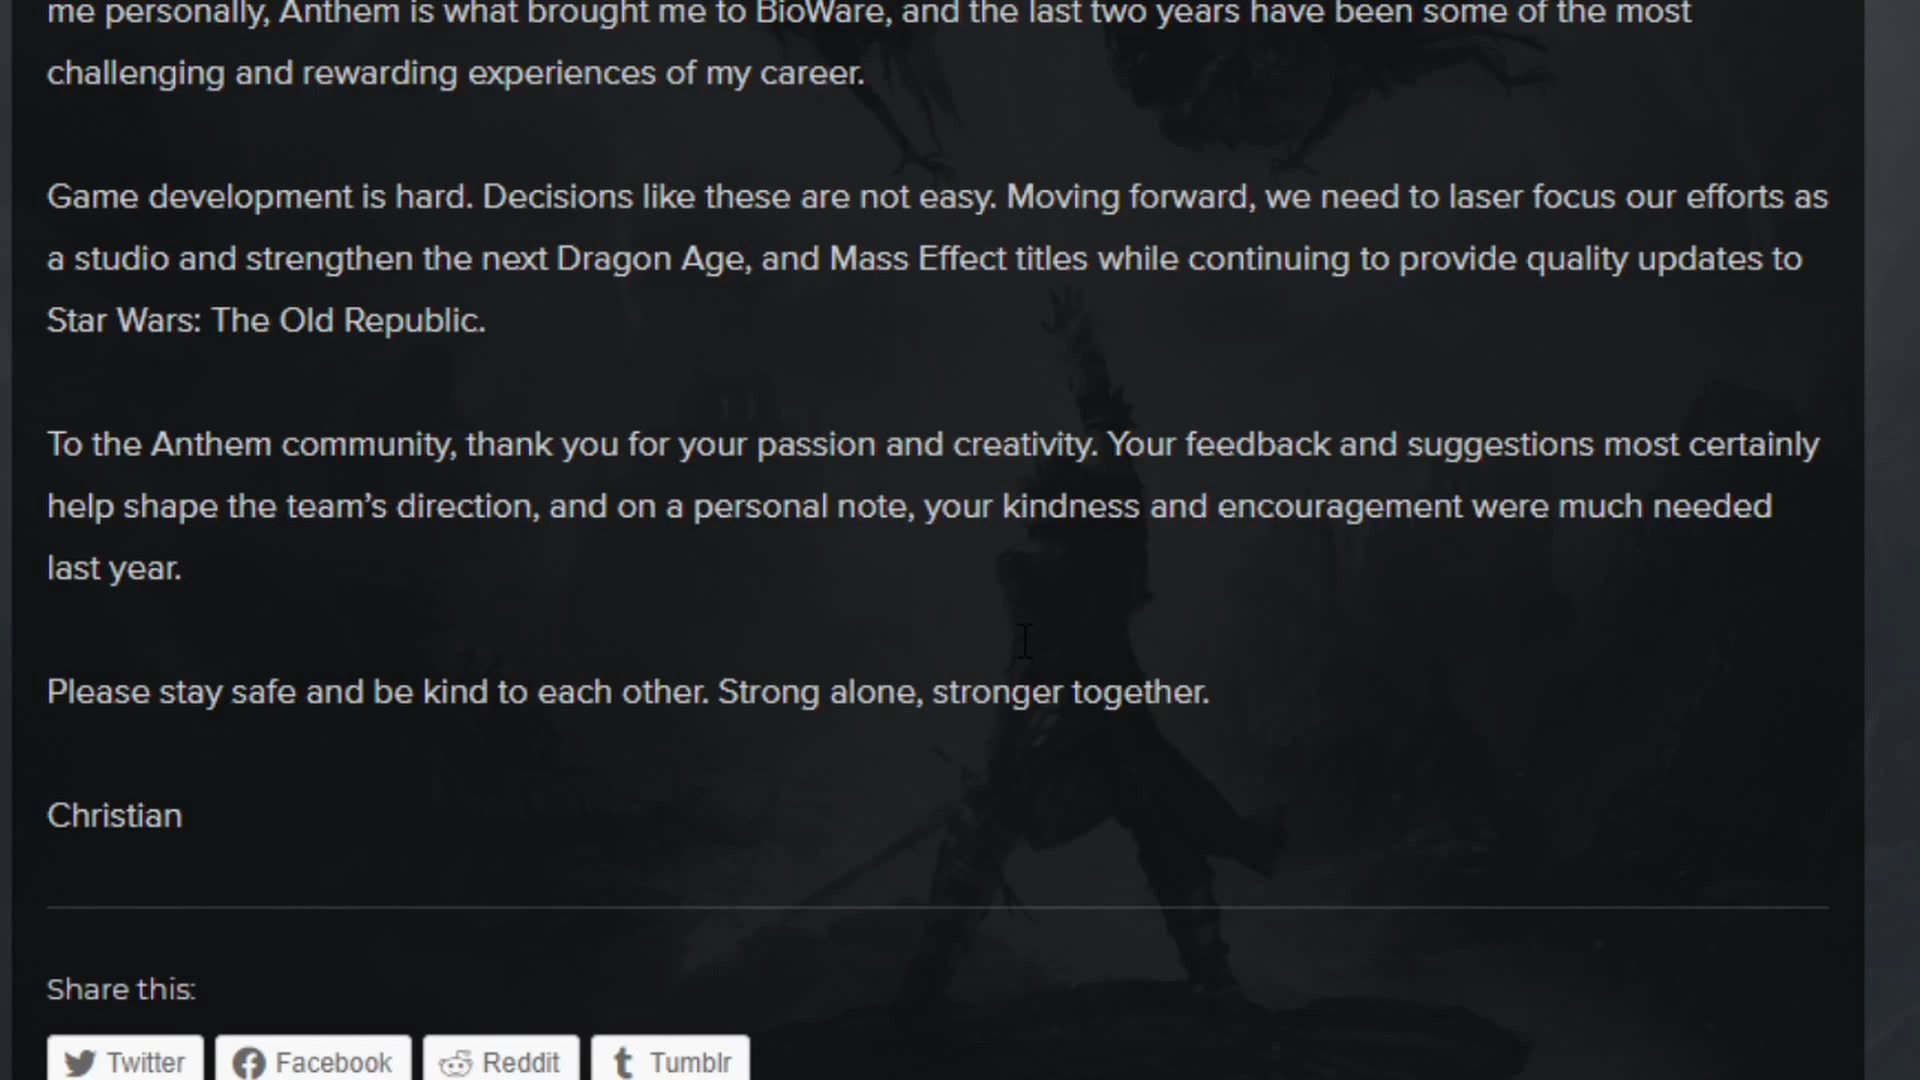 me personally, Anthem is what brought me to BioWare, and the last two years have been some of the most
challenging and rewarding experiences of my career.
Game development is hard. Decisions like these are not easy. Moving forward, we need to laser focus our efforts as
a studio and strengthen the next Dragon Age, and Mass Effect titles while continuing to provide quality updates to
Star Wars: The Old Republic.
To the Anthem community, thank you for your passion and creativity. Your feedback and suggestions most certainly
help shape the team’s direction, and on a personal note, your kindness and encouragement were much needed
last year.
Please stay safe and be kind to each other. Strong alone, stronger together.
Christian
Share this:
Twitter Facebook Reddit Tumblr